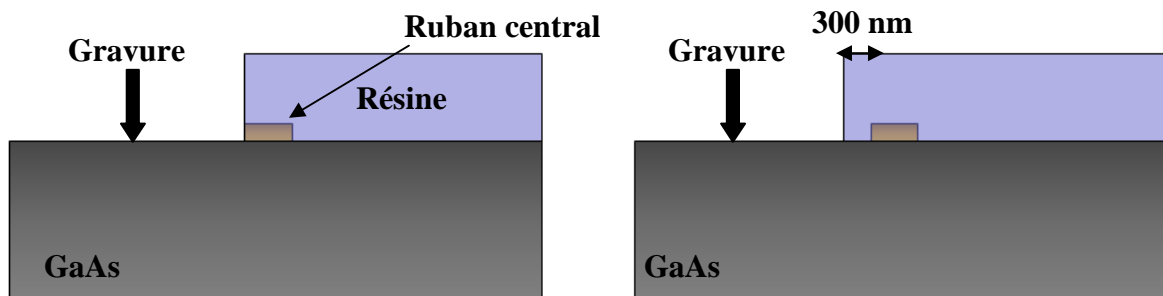 Ruban central
Gravure
Résine
GaAs
300 nm
Gravure
GaAs